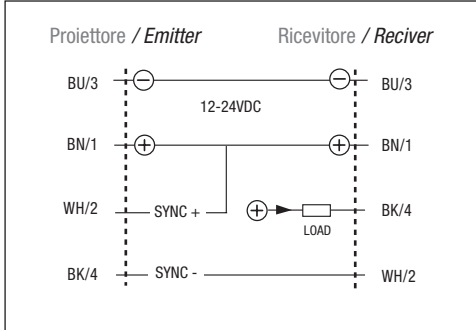 Proiettore / Emitter Ricevitore / Reciver
BU/3 − − BU/3
12-24VDC
BN/1 + + BN/1
WH/2 SYNC + + BK/4
LOAD
BK/4 SYNC - WH/2